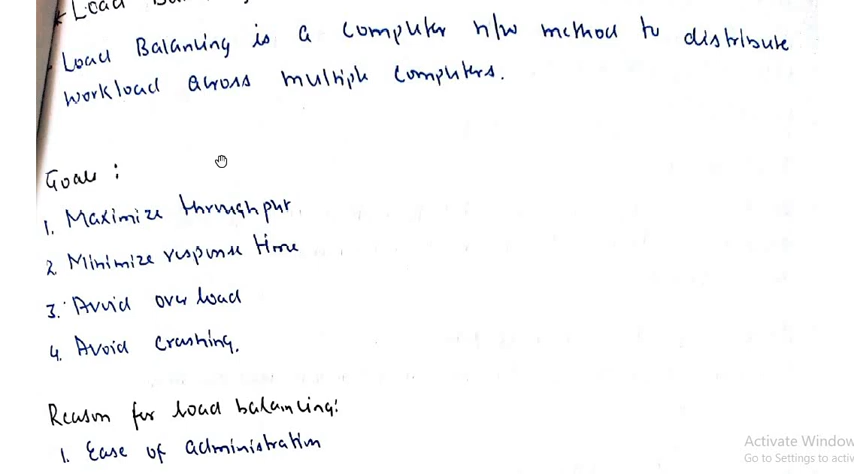 * Load
Load Balancing is a computer n/w method to distribute
workload across multiple computers.
Goals :
1. Maximize throughput
2 Minimize response time
3. Avoid over load
4. Avoid crashing.
Reason for load balancing:
1. Ease of administration
Activate Window
Go to Settings to activ